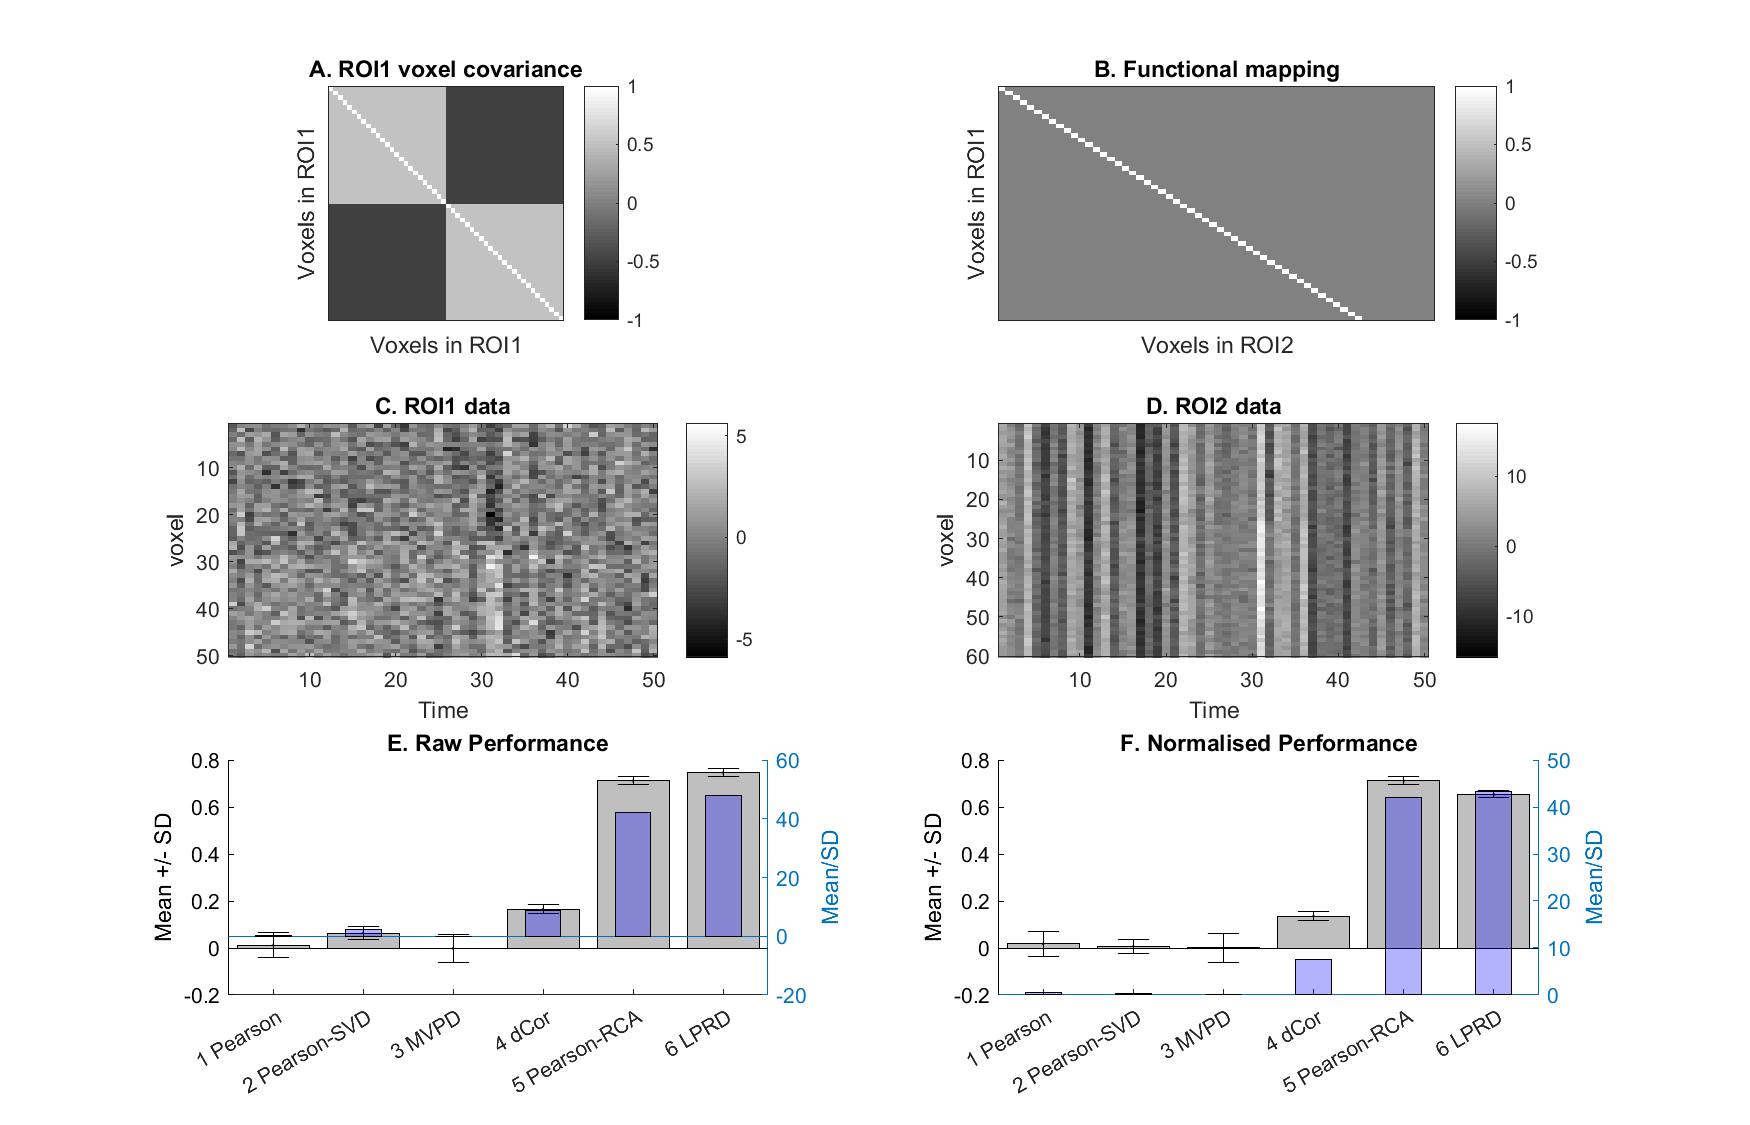 A. ROI1 voxel covariance
Voxels in ROI1
Voxels in ROI1
1
0.5
0
-0.5
-1
B. Functional mapping
Voxels in ROI1
Voxels in ROI2
1
0.5
0
-0.5
-1
C. ROI1 data
voxel
10
20
30
40
50
10 20 30 40 50
Time
5
0
-5
D. ROI2 data
voxel
10
20
30
40
50
60
10 20 30 40 50
Time
10
0
-10
E. Raw Performance
Mean +/- SD
0.8
0.6
0.4
0.2
0
-0.2
60
40
20
0
-20
Mean/SD
1 Pearson
2 Pearson-SVD
3 MVPD
4 dCor
5 Pearson-RCA
6 LPRD
F. Normalised Performance
Mean +/- SD
0.8
0.6
0.4
0.2
0
-0.2
50
40
30
20
10
0
Mean/SD
1 Pearson
2 Pearson-SVD
3 MVPD
4 dCor
5 Pearson-RCA
6 LPRD